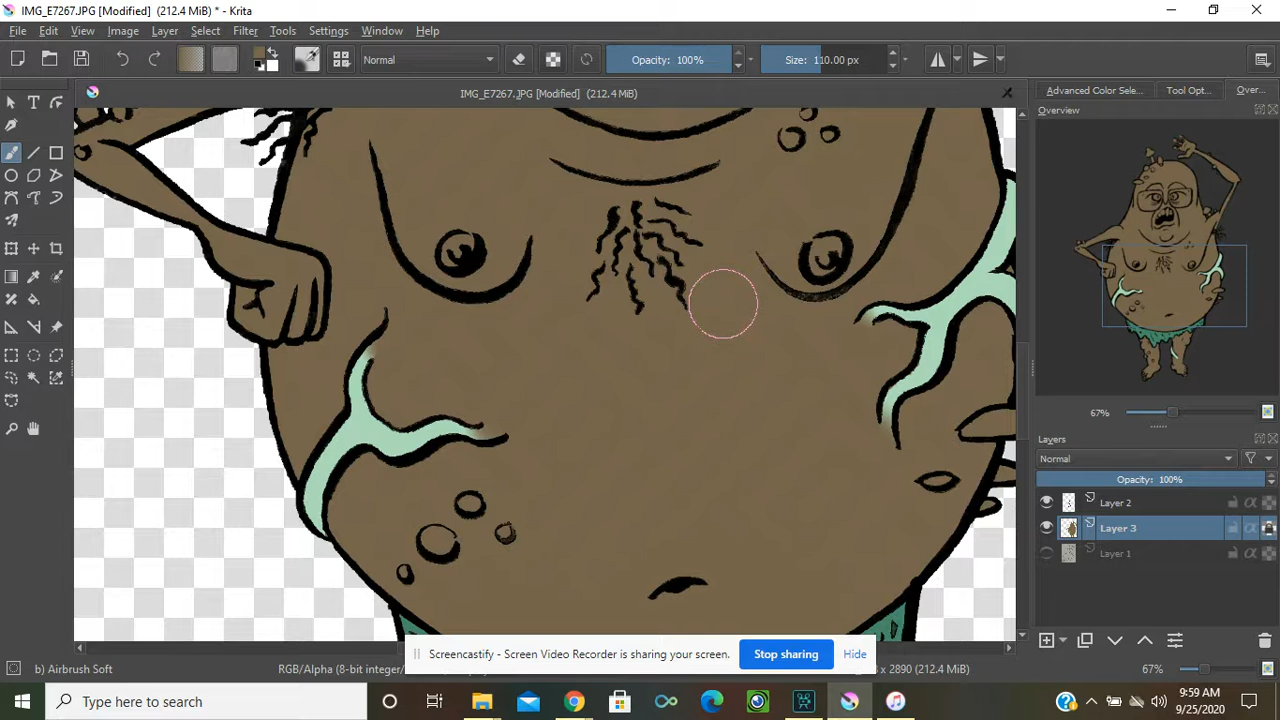 IMG_E7267.JPG [Modified] (212.4 MiB) * - Krita
File Edit View Image Layer Select Filter Tools Settings Window Help
Normal Opacity: 100% Size: 110.00 px
IMG_E7267.JPG [Modified] (212.4 MiB)
Advanced Color Sele... Tool Opt... Over...
Overview
67%
Layers
Normal
Opacity: 100%
Layer 2
Layer 3
Layer 1
Screencastify - Screen Video Recorder is sharing your screen. Stop sharing Hide
b) Airbrush Soft RGB/Alpha (8-bit integer/ x 2890 (212.4 MiB) 67%
Type here to search
9:59 AM
9/25/2020